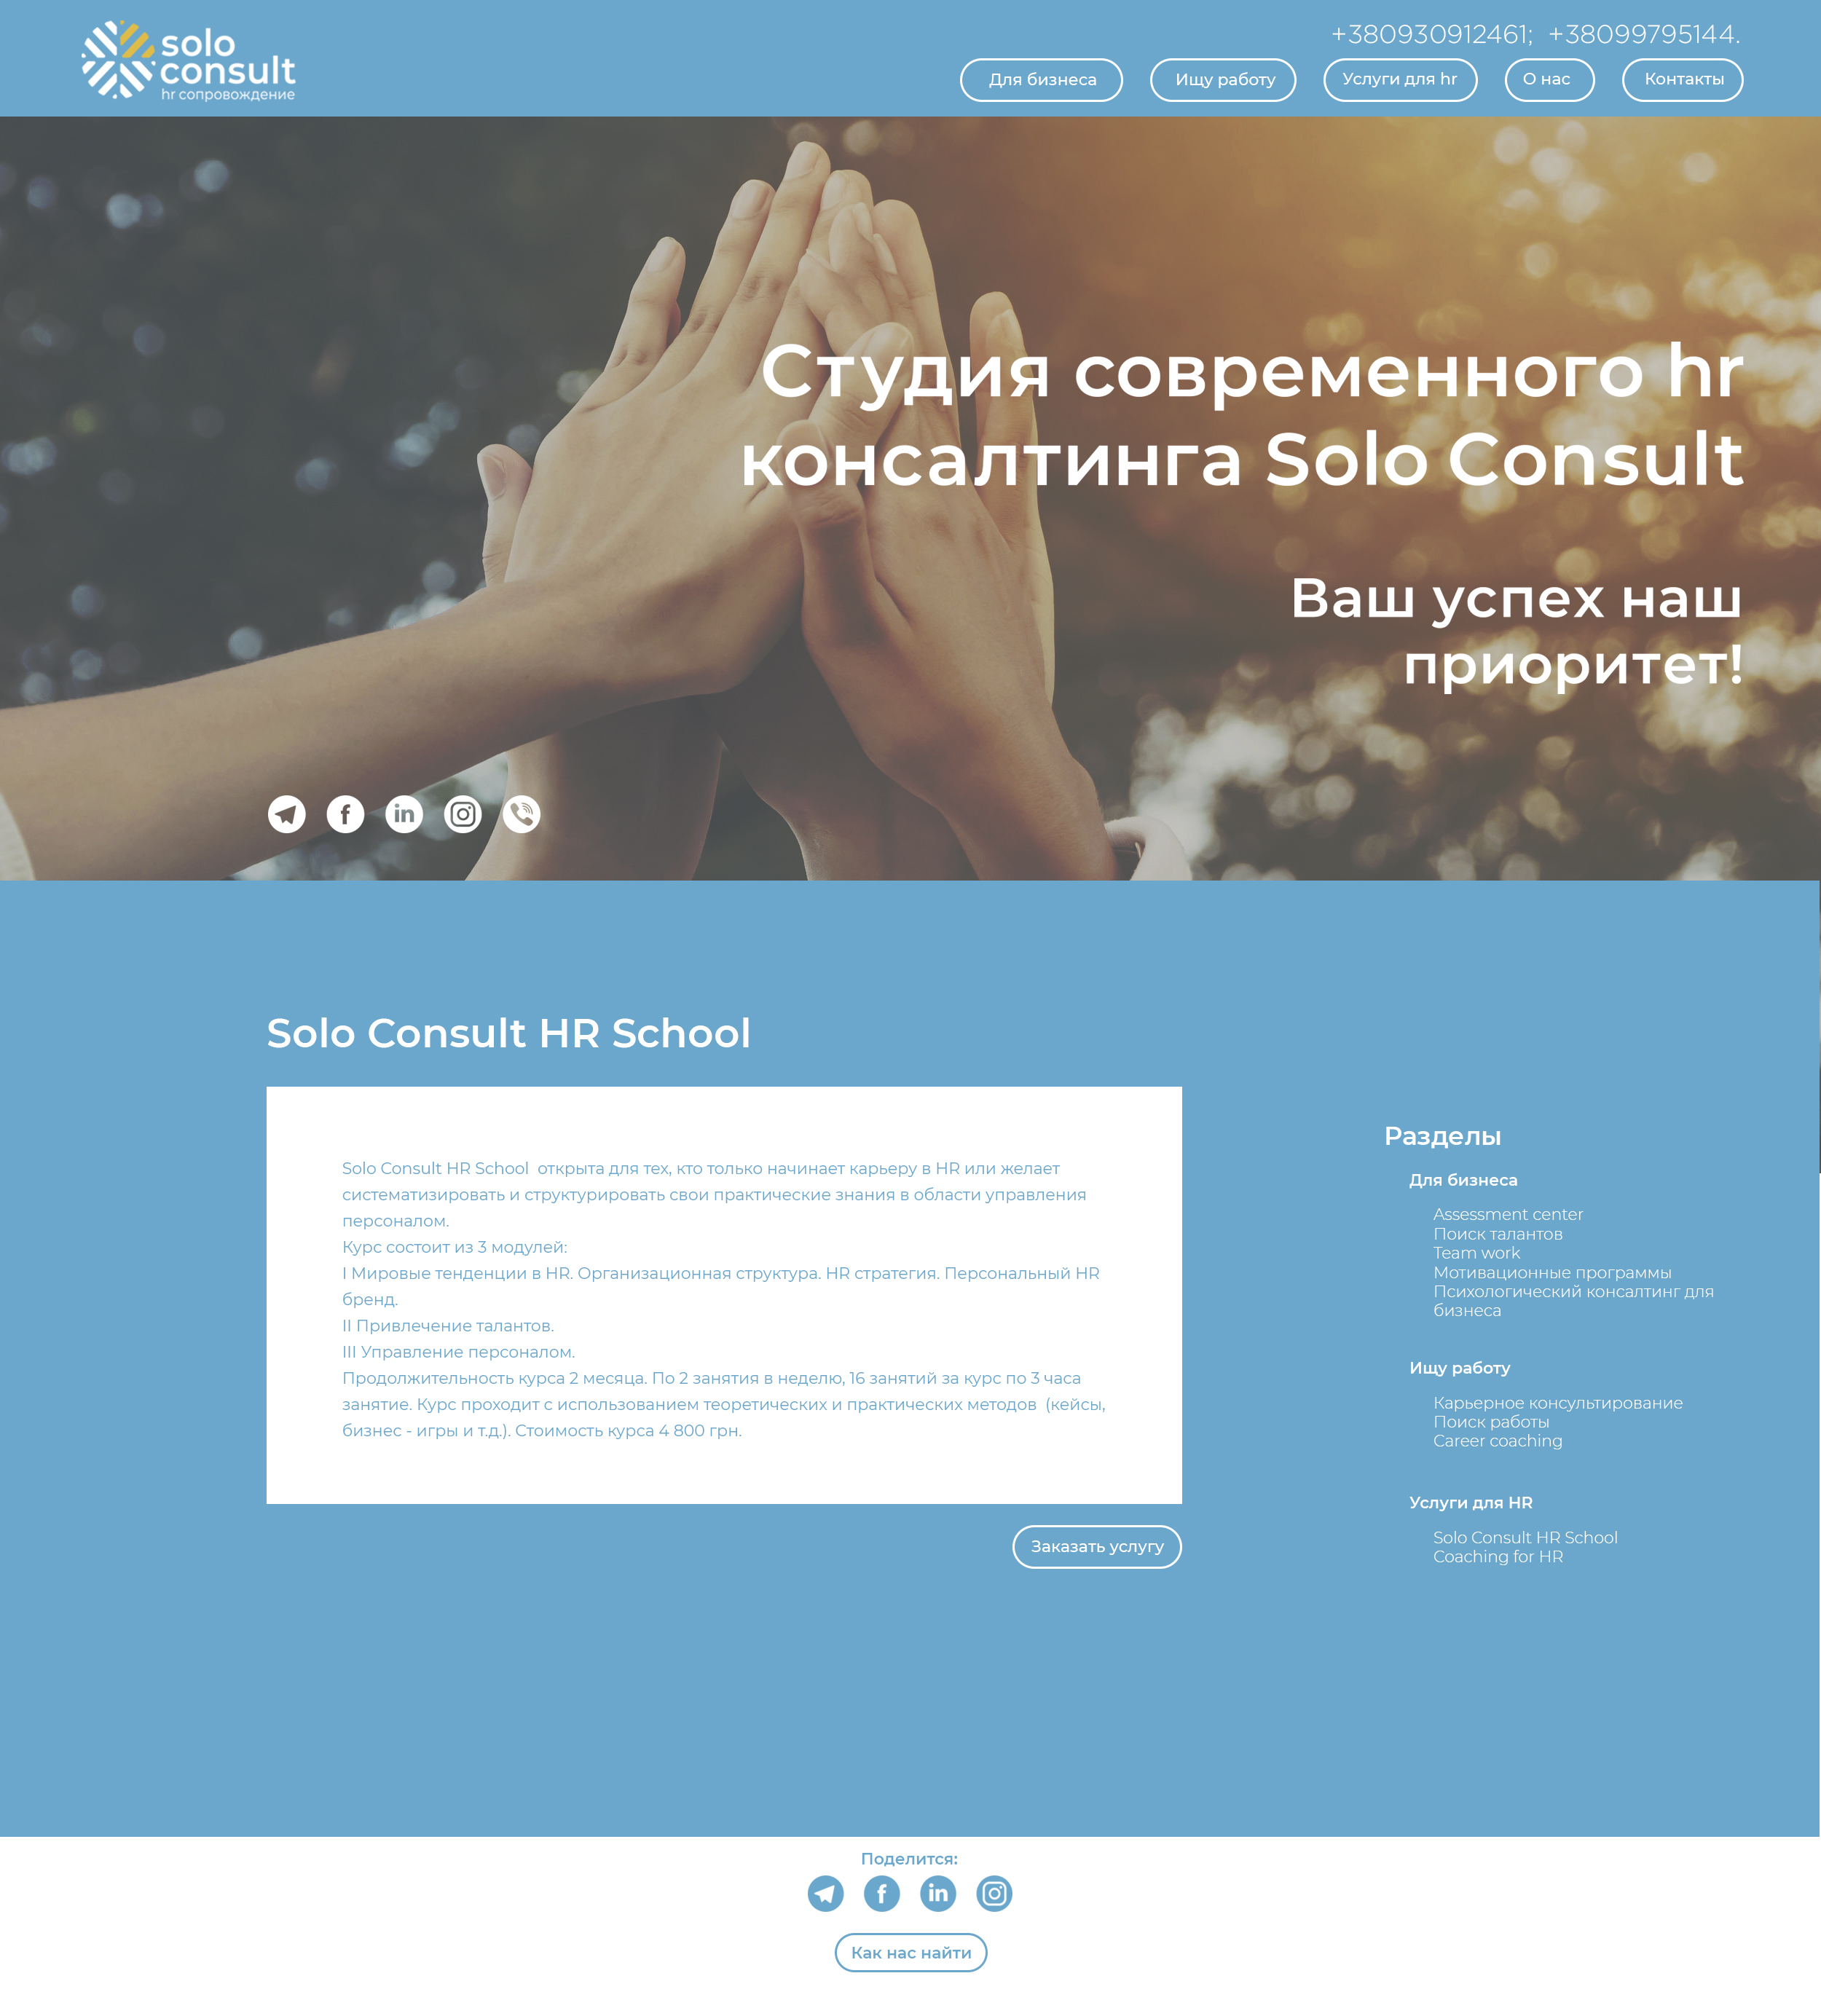 solo
consult
hr сопровождение
+380930912461;  +38099795144.
Для бизнеса
Ищу работу
Услуги для hr
О нас
Контакты
Студия современного hr
консалтинга Solo Consult
Ваш успех наш
приоритет!
Solo Consult HR School
Solo Consult HR School  открыта для тех, кто только начинает карьеру в HR или желает
систематизировать и структурировать свои практические знания в области управления
персоналом.
Курс состоит из 3 модулей:
I Мировые тенденции в HR. Организационная структура. HR стратегия. Персональный HR
бренд.
II Привлечение талантов.
III Управление персоналом.
Продолжительность курса 2 месяца. По 2 занятия в неделю, 16 занятий за курс по 3 часа
занятие. Курс проходит с использованием теоретических и практических методов  (кейсы,
бизнес - игры и т.д.). Стоимость курса 4 800 грн.
Заказать услугу
Разделы
Для бизнеса
Assessment center
Поиск талантов
Team work
Мотивационные программы
Психологический консалтинг для
бизнеса
Ищу работу
Карьерное консультирование
Поиск работы
Career coaching
Услуги для HR
Solo Consult HR School
Coaching for HR
Поделится:
Как нас найти